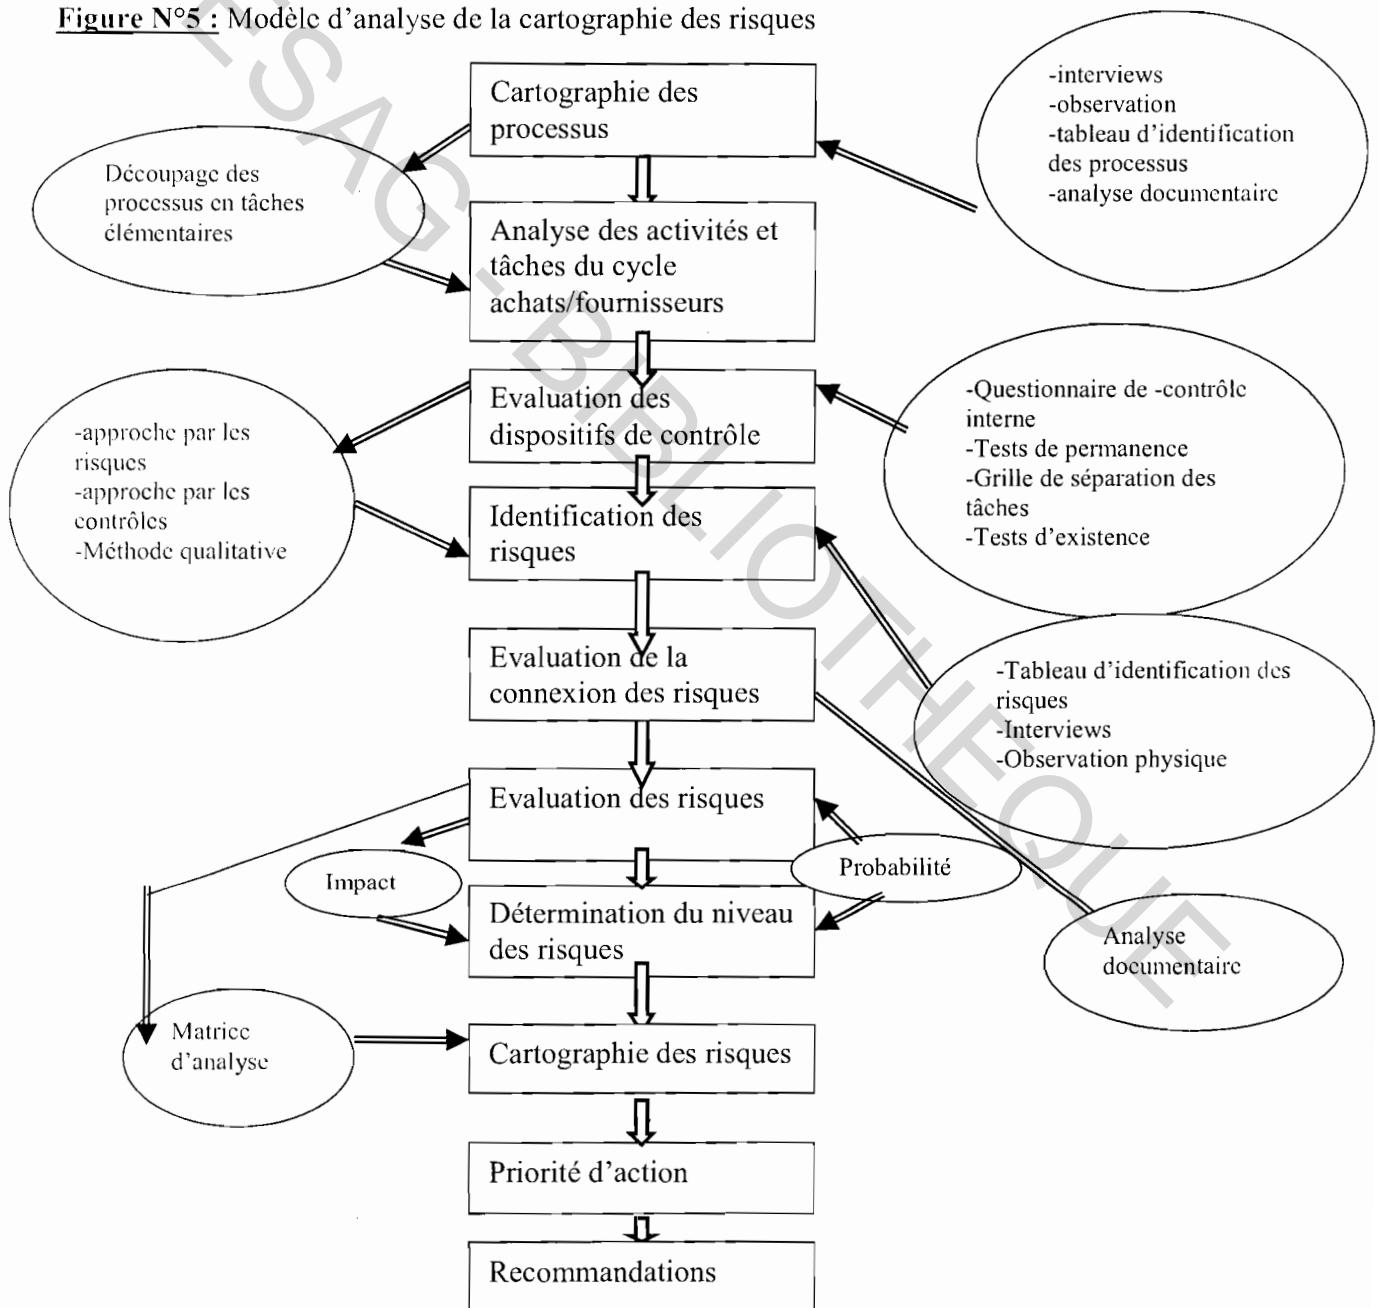 Figure N°5 : Modèle d'analyse de la cartographie des risques
Cartographie des
processus
-interviews
-observation
-tableau d'identification
des processus
-analyse documentaire
Découpage des
processus en tâches
élémentaires
Analyse des activités et
tâches du cycle
achats/fournisseurs
Evaluation des
dispositifs de contrôle
-Questionnaire de -contrôle
interne
-Tests de permanence
-Grille de séparation des
tâches
-Tests d'existence
-approche par les
risques
-approche par les
contrôles
-Méthode qualitative
Identification des
risques
Evaluation de la
connexion des risques
-Tableau d'identification des
risques
-Interviews
-Observation physique
Evaluation des risques
Impact
Probabilité
Détermination du niveau
des risques
Analyse
documentaire
Matrice
d'analyse
Cartographie des risques
Priorité d'action
Recommandations
ESAG - BIBLIOTHEQUE